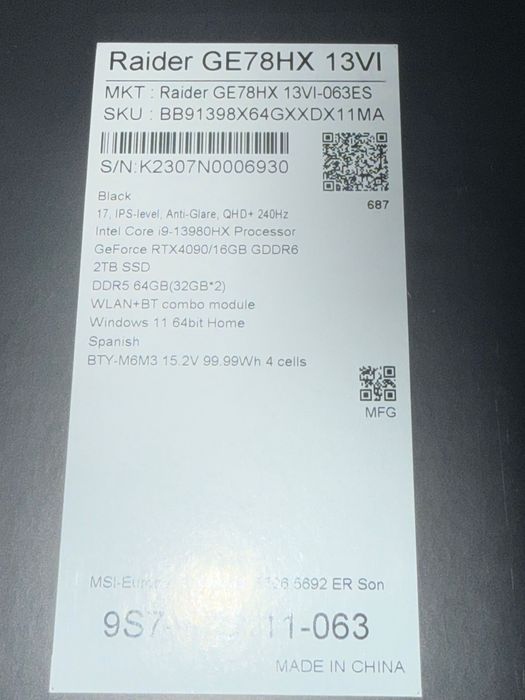 Raider GE78HX 13VI
MKT : Raider GE78HX 13VI-063ES
SKU : BB91398X64GXXDX11MA
S/N:K2307N0006930
687
Black
17, IPS-level, Anti-Glare, QHD+ 240Hz
Intel Core i9-13980HX Processor
GeForce RTX4090/16GB GDDR6
2TB SSD
DDR5 64GB(32GB*2)
WLAN+BT combo module
Windows 11 64bit Home
Spanish
BTY-M6M3 15.2V 99.99Wh 4 cells
MFG
5692 ER Son
MADE IN CHINA